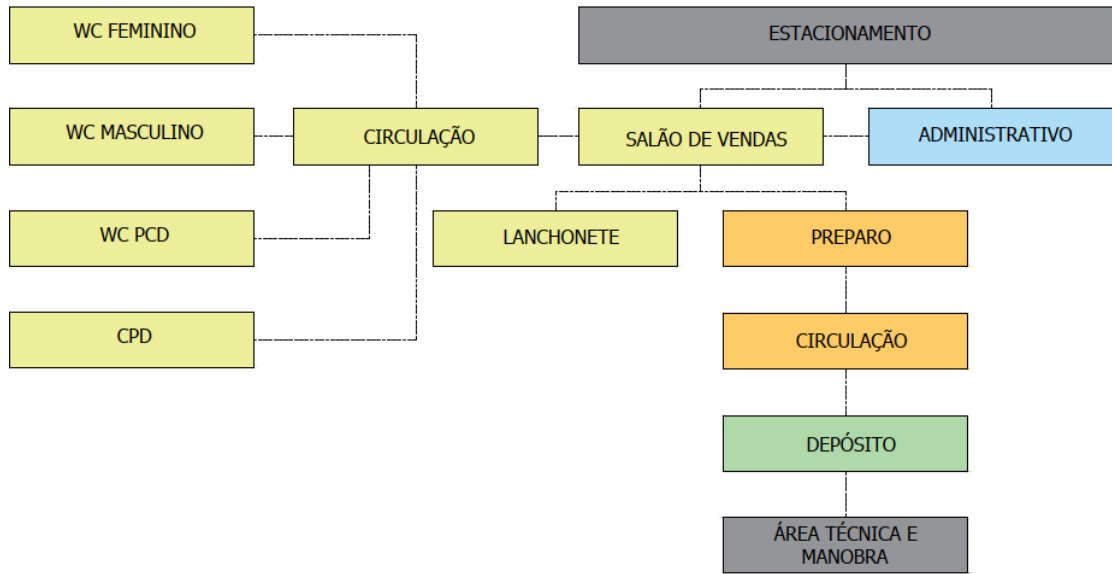 WC FEMININO
ESTACIONAMENTO
WC MASCULINO
CIRCULAÇÃO
SALÃO DE VENDAS
ADMINISTRATIVO
WC PCD
LANCHONETE
PREPARO
CPD
CIRCULAÇÃO
DEPÓSITO
ÁREA TÉCNICA E
MANOBRA